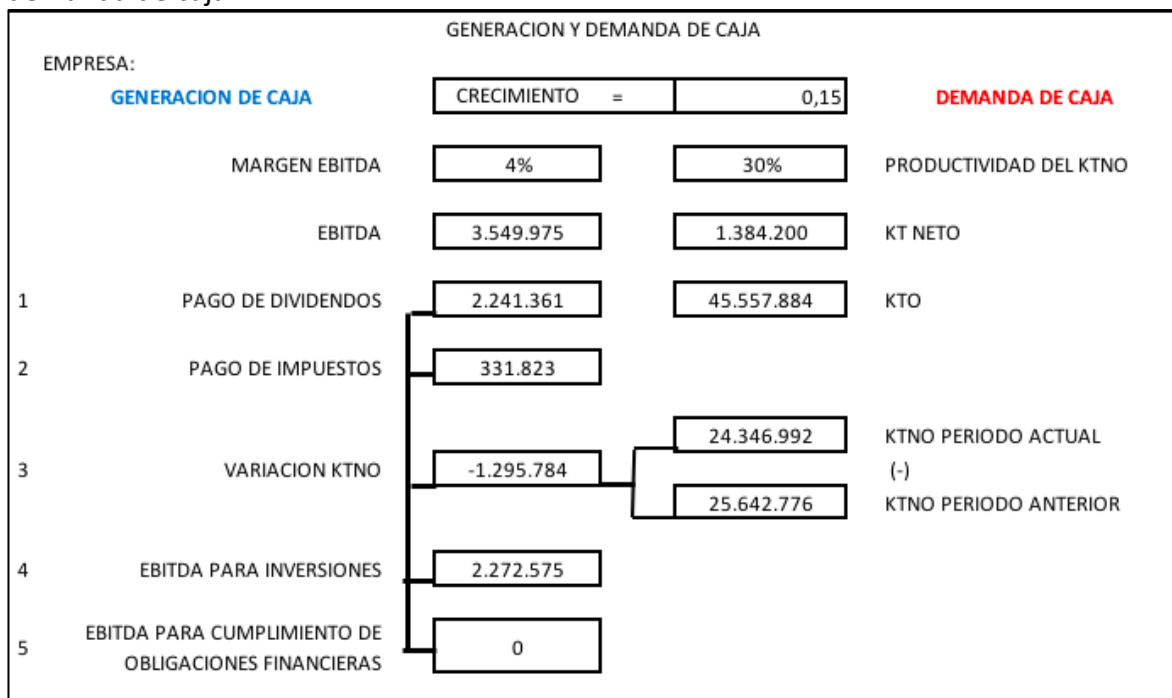 GENERACION Y DEMANDA DE CAJA
EMPRESA:
GENERACION DE CAJA CRECIMIENTO = 0,15 DEMANDA DE CAJA
MARGEN EBITDA 4% 30% PRODUCTIVIDAD DEL KTNO
EBITDA 3.549.975 1.384.200 KT NETO
1 PAGO DE DIVIDENDOS 2.241.361 45.557.884 KTO
2 PAGO DE IMPUESTOS 331.823
24.346.992 KTNO PERIODO ACTUAL
3 VARIACION KTNO -1.295.784 (-)
25.642.776 KTNO PERIODO ANTERIOR
4 EBITDA PARA INVERSIONES 2.272.575
5 EBITDA PARA CUMPLIMIENTO DE
OBLIGACIONES FINANCIERAS 0